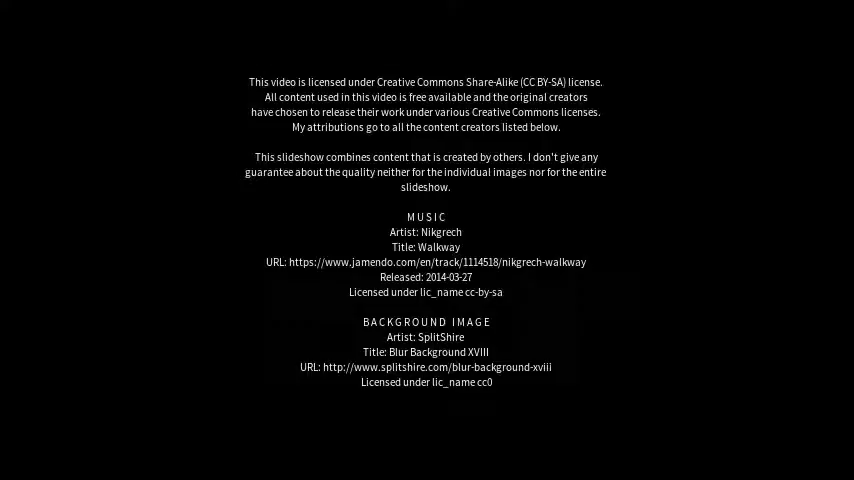 This video is licensed under Creative Commons Share-Alike (CC BY-SA) license.
All content used in this video is free available and the original creators
have chosen to release their work under various Creative Commons licenses.
My attributions go to all the content creators listed below.
This slideshow combines content that is created by others. I don't give any
guarantee about the quality neither for the individual images nor for the entire
slideshow.
MUSIC
Artist: Nikgrech
Title: Walkway
URL: https://www.jamendo.com/en/track/1114518/nikgrech-walkway
Released: 2014-03-27
Licensed under lic_name cc-by-sa
BACKGROUND IMAGE
Artist: SplitShire
Title: Blur Background XVIII
URL: http://www.splitshire.com/blur-background-xviii
Licensed under lic_name cc0